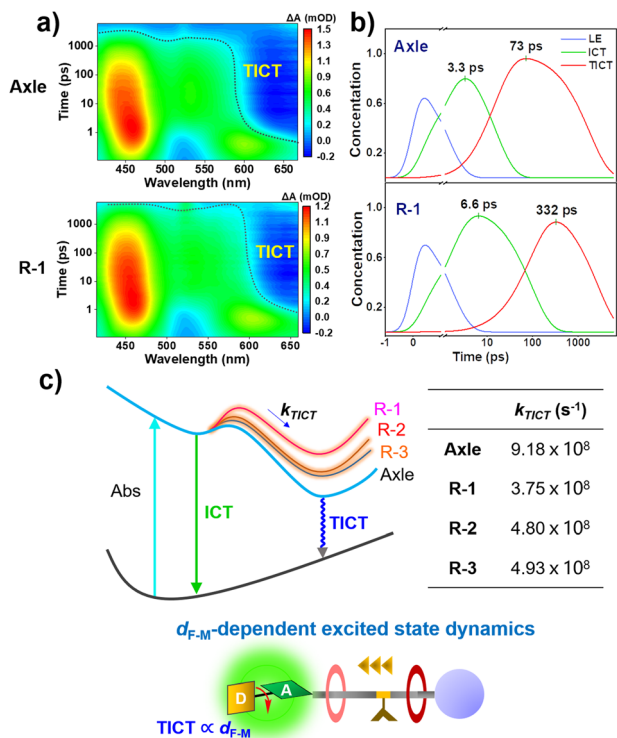 a)
ΔA (mOD)
Axle
Time (ps)
1000
100
10
1
TICT
1.5
1.3
1.1
0.9
0.6
0.4
0.2
0.0
-0.2
450 500 550 600 650
Wavelength (nm)
ΔA (mOD)
R-1
Time (ps)
1000
100
10
1
TICT
1.2
1.0
0.9
0.7
0.5
0.3
0.2
0.0
-0.2
450 500 550 600 650
Wavelength (nm)
b)
Axle
LE
ICT
TICT
3.3 ps
73 ps
Concentration
1.0
0.6
0.2
R-1
6.6 ps
332 ps
Concentration
1.0
0.6
0.2
-1 0 10 100 1000
Time (ps)
c)
k_TICT
R-1
R-2
R-3
Axle
Abs
ICT
TICT
k_TICT (s⁻¹)
Axle 9.18 x 10⁸
R-1 3.75 x 10⁸
R-2 4.80 x 10⁸
R-3 4.93 x 10⁸
d_F-M-dependent excited state dynamics
D
A
TICT ∝ d_F-M